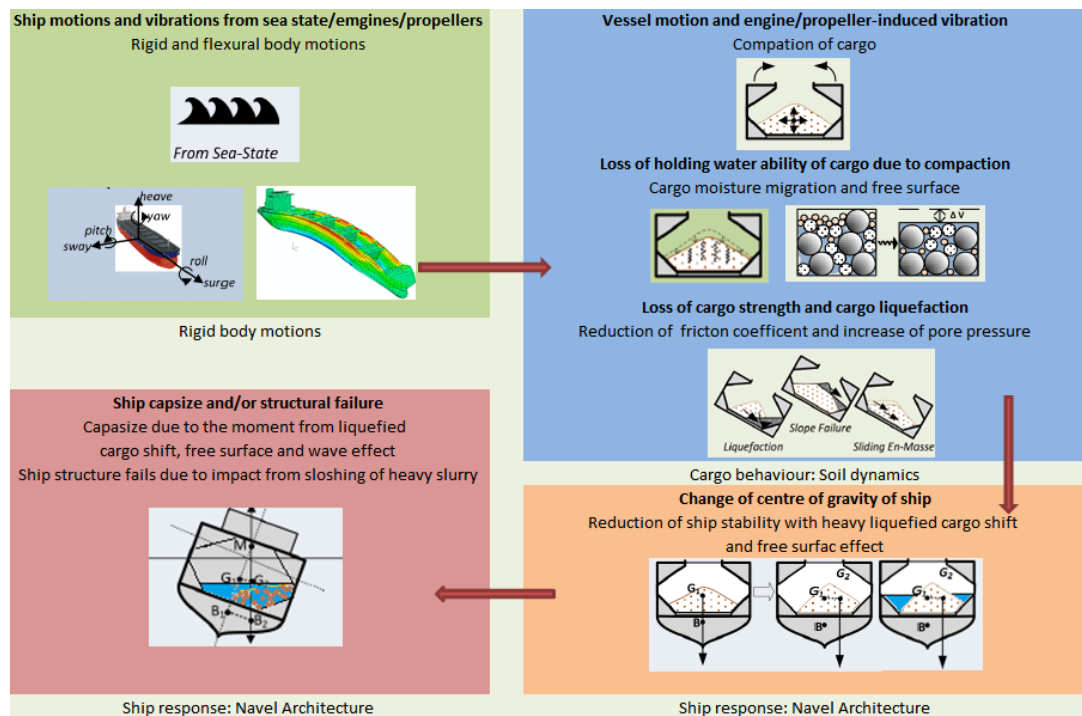 Ship motions and vibrations from sea state/emgines/propellers
Rigid and flexural body motions
From Sea-State
heave
yaw
pitch
sway
roll
surge
Rigid body motions
Vessel motion and engine/propeller-induced vibration
Compation of cargo
Loss of holding water ability of cargo due to compaction
Cargo moisture migration and free surface
Δ V
Loss of cargo strength and cargo liquefaction
Reduction of fricton coefficent and increase of pore pressure
Liquefaction
Slope Failure
Sliding En-Masse
Cargo behaviour: Soil dynamics
Change of centre of gravity of ship
Reduction of ship stability with heavy liquefied cargo shift
and free surfac effect
G₁
B
G₂
G₁
B
G₂
G₁
B
Ship response: Navel Architecture
Ship capsize and/or structural failure
Capasize due to the moment from liquefied
cargo shift, free surface and wave effect
Ship structure fails due to impact from sloshing of heavy slurry
M
G₁ G₂
B₁
B₂
Ship response: Navel Architecture